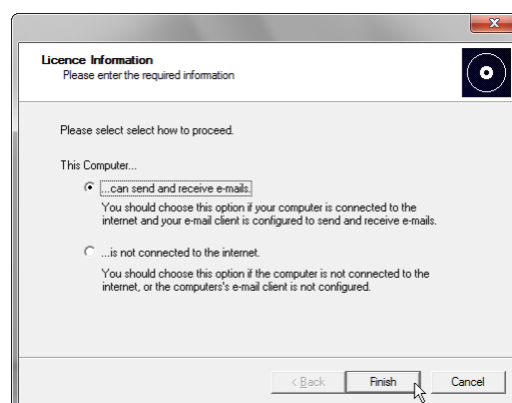 Licence Information
Please enter the required information
Please select select how to proceed.
This Computer...
...can send and receive e-mails.
You should choose this option if your computer is connected to the
internet and your e-mail client is configured to send and receive e-mails.
...is not connected to the internet.
You should choose this option if the computer is not connected to the
internet, or the computers's e-mail client is not configured.
< Back
Finish
Cancel